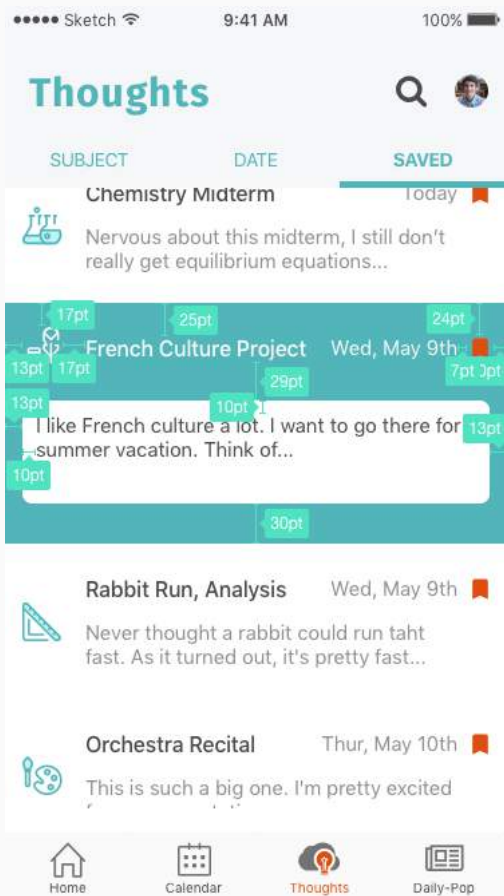 Sketch 9:41 AM 100%
Thoughts
SUBJECT DATE SAVED
Chemistry Midterm Today
Nervous about this midterm, I still don't
really get equilibrium equations...
17pt 25pt 24pt
French Culture Project Wed, May 9th
13pt 17pt 29pt 7pt
13pt 10pt
I like French culture a lot. I want to go there for
13pt
summer vacation. Think of...
10pt
30pt
Rabbit Run, Analysis Wed, May 9th
Never thought a rabbit could run taht
fast. As it turned out, it's pretty fast...
Orchestra Recital Thur, May 10th
This is such a big one. I'm pretty excited
Home Calendar Thoughts Daily-Pop